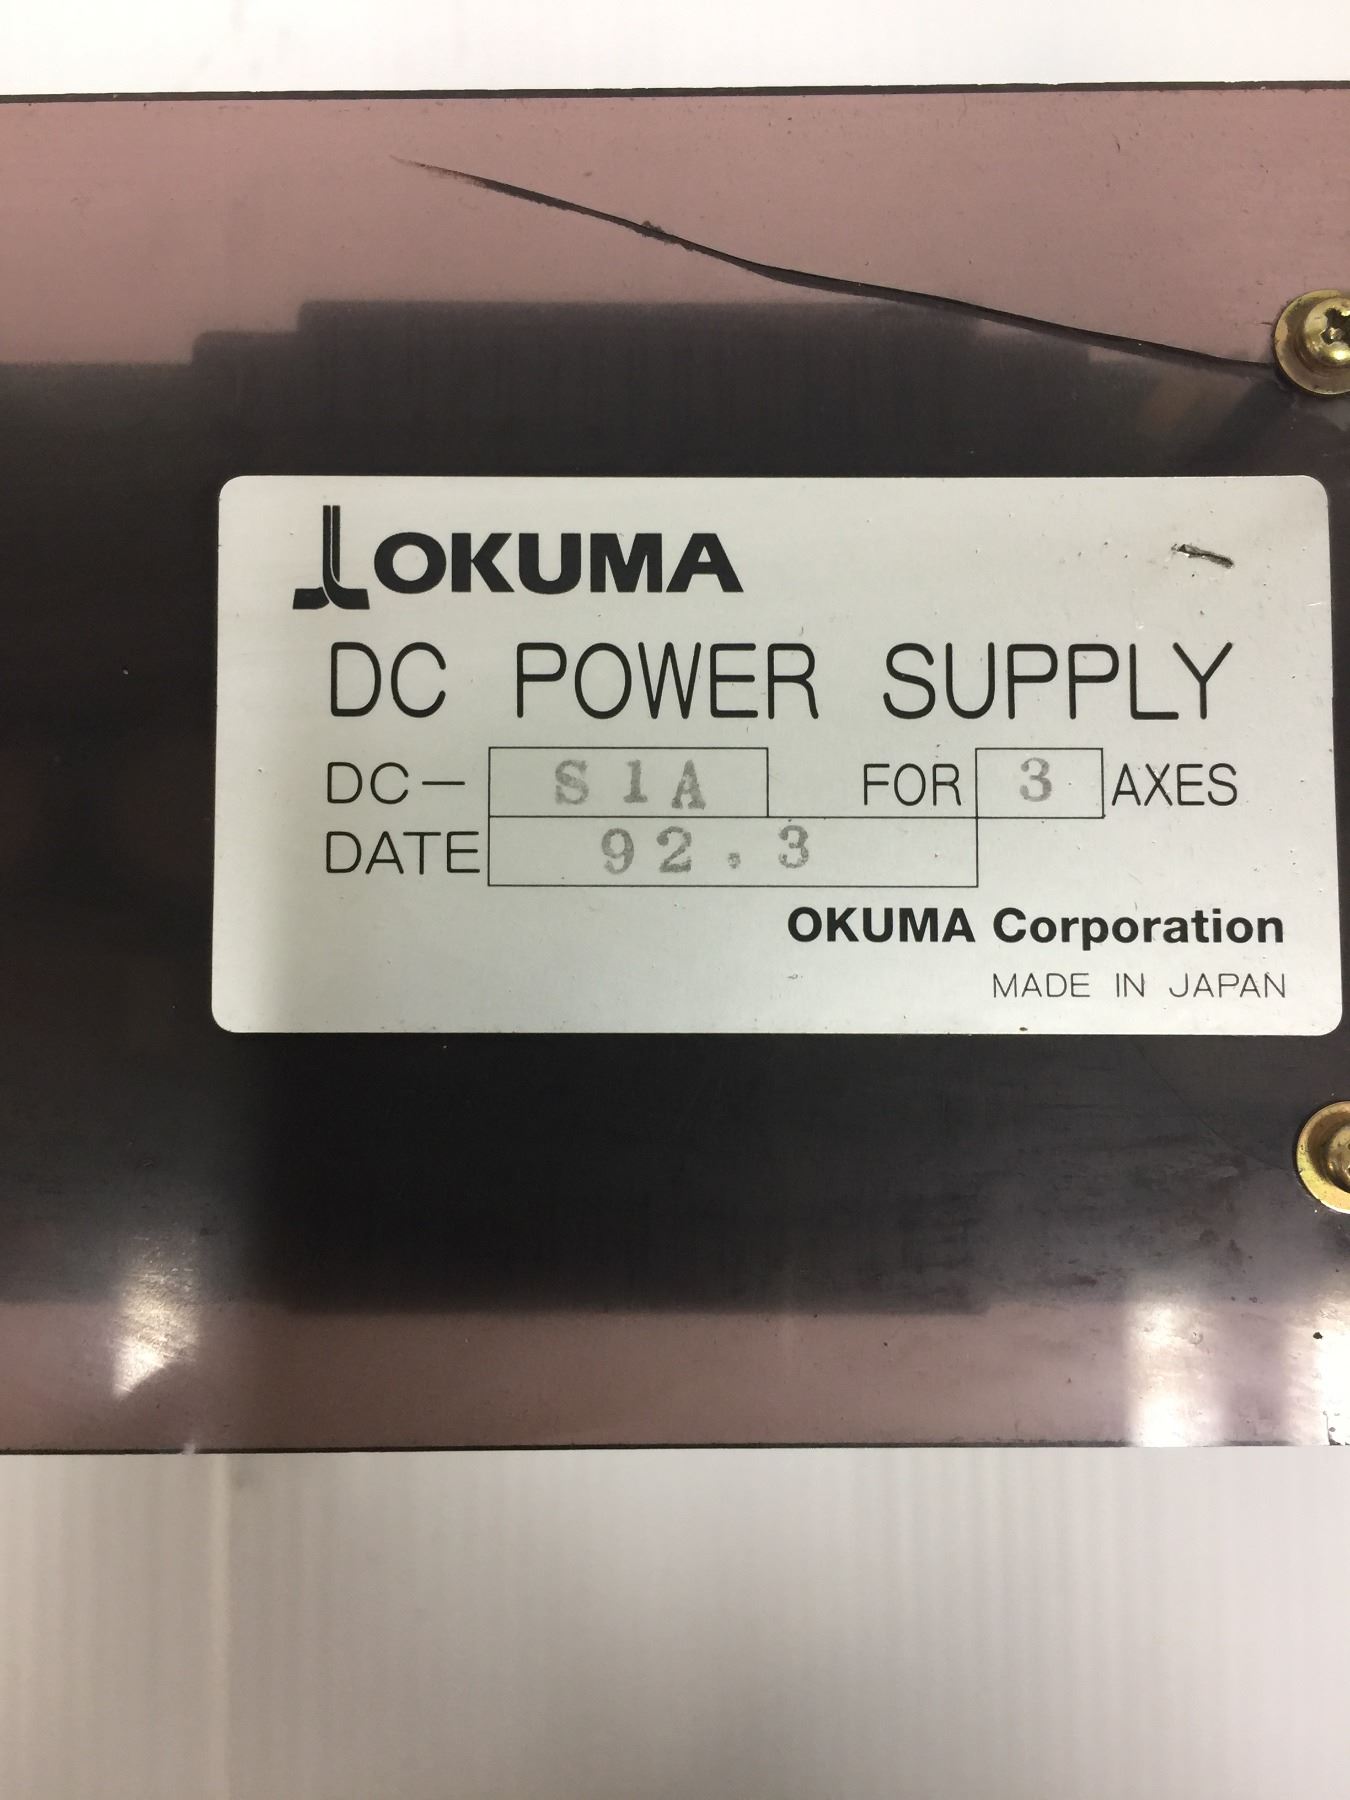 OKUMA
DC POWER SUPPLY
DC- S1A FOR 3 AXES
DATE 92.3
OKUMA Corporation
MADE IN JAPAN